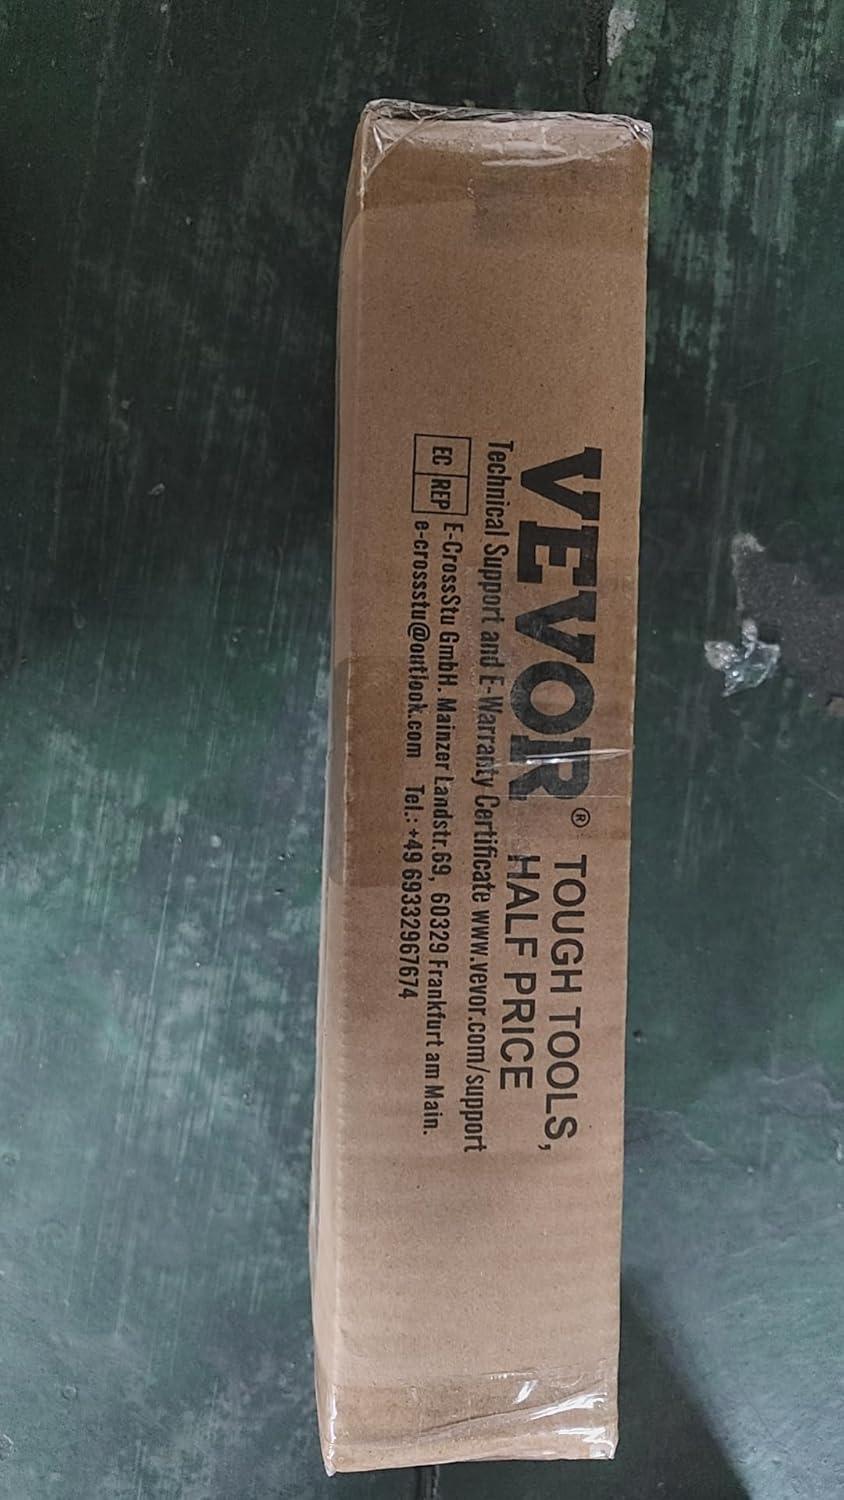 VEVOR® TOUGH TOOLS,
HALF PRICE
Technical Support and E-Warranty Certificate www.vevor.com/support
EC REP E-CrossStu GmbH. Mainzer Landstr.69, 60329 Frankfurt am Main.
e-crossstu@outlook.com Tel.: +49 69332967674